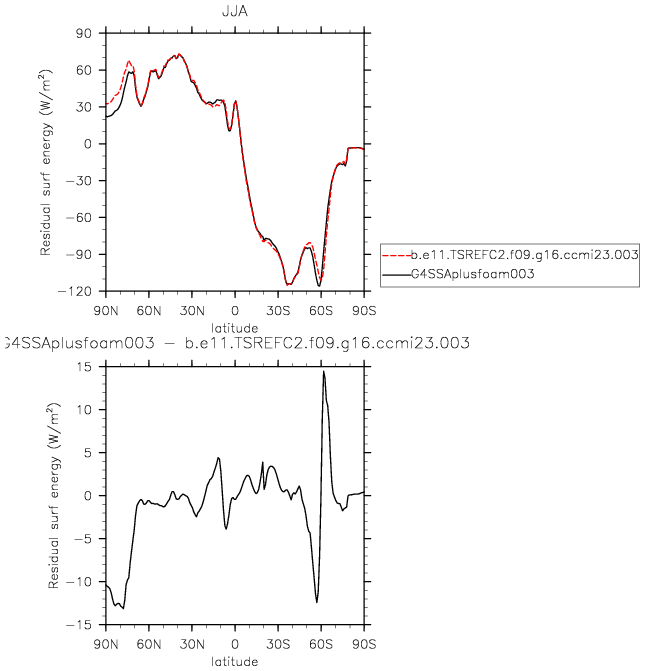 JJA
Residual surf energy (W/m²)
90
60
30
0
−30
−60
−90
−120
90N 60N 30N 0 30S 60S 90S
latitude
b.e11.TSREFC2.f09.g16.ccmi23.003
G4SSAplusfoam003
G4SSAplusfoam003 − b.e11.TSREFC2.f09.g16.ccmi23.003
Residual surf energy (W/m²)
15
10
5
0
−5
−10
−15
90N 60N 30N 0 30S 60S 90S
latitude